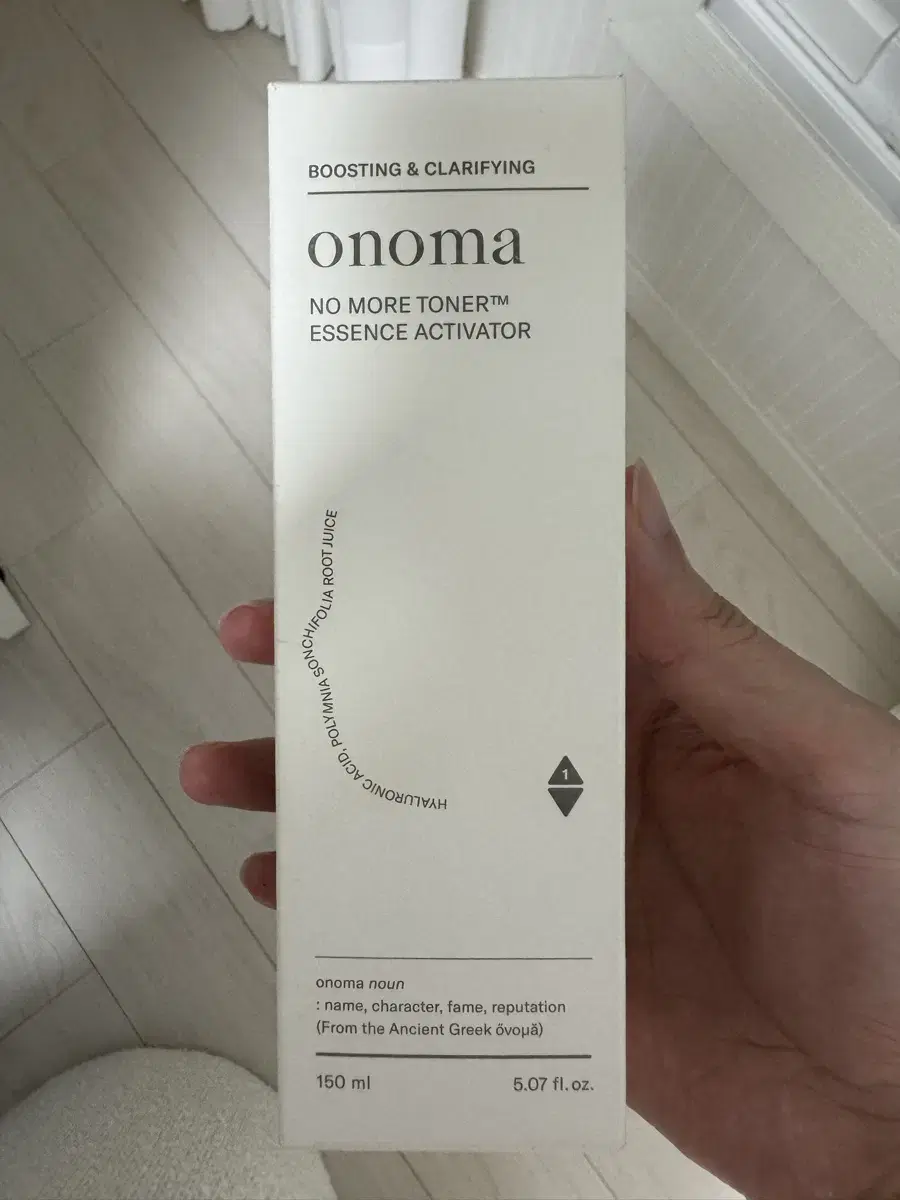 BOOSTING & CLARIFYING
onoma
NO MORE TONER™
ESSENCE ACTIVATOR
HYALURONIC ACID, POLYMNIA SONCHIFOLIA ROOT JUICE
1
onoma noun
: name, character, fame, reputation
(From the Ancient Greek όνομᾰ)
150 ml 5.07 fl.oz.